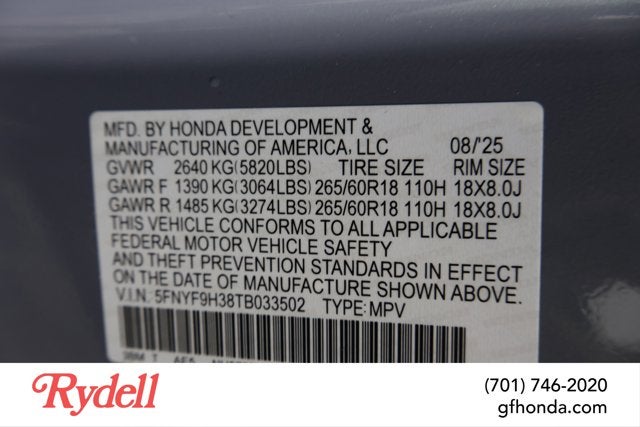 MFD. BY HONDA DEVELOPMENT &
MANUFACTURING OF AMERICA, LLC 08/'25
GVWR 2640 KG(5820LBS) TIRE SIZE RIM SIZE
GAWR F 1390 KG(3064LBS) 265/60R18 110H 18X8.0J
GAWR R 1485 KG(3274LBS) 265/60R18 110H 18X8.0J
THIS VEHICLE CONFORMS TO ALL APPLICABLE
FEDERAL MOTOR VEHICLE SAFETY
AND THEFT PREVENTION STANDARDS IN EFFECT
ON THE DATE OF MANUFACTURE SHOWN ABOVE.
V.I.N. 5FNYF9H38TB033502 TYPE: MPV
Rydell
(701) 746-2020
gfhonda.com